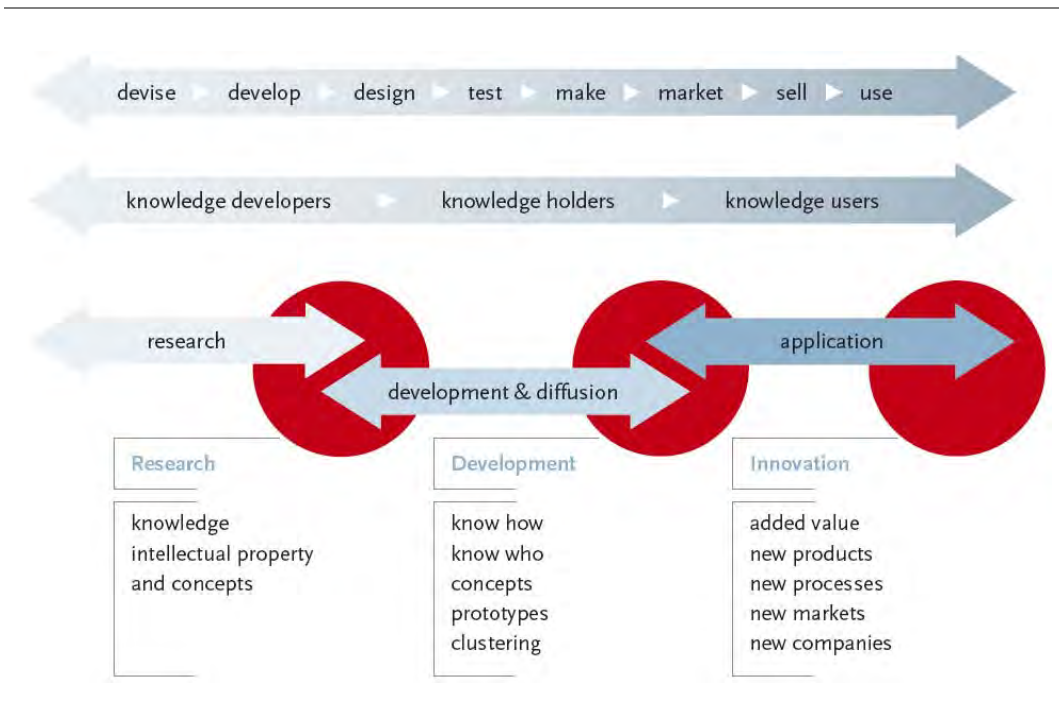 devise develop design test make market sell use
knowledge developers knowledge holders knowledge users
research
application
development & diffusion
Research
knowledge
intellectual property
and concepts
Development
know how
know who
concepts
prototypes
clustering
Innovation
added value
new products
new processes
new markets
new companies